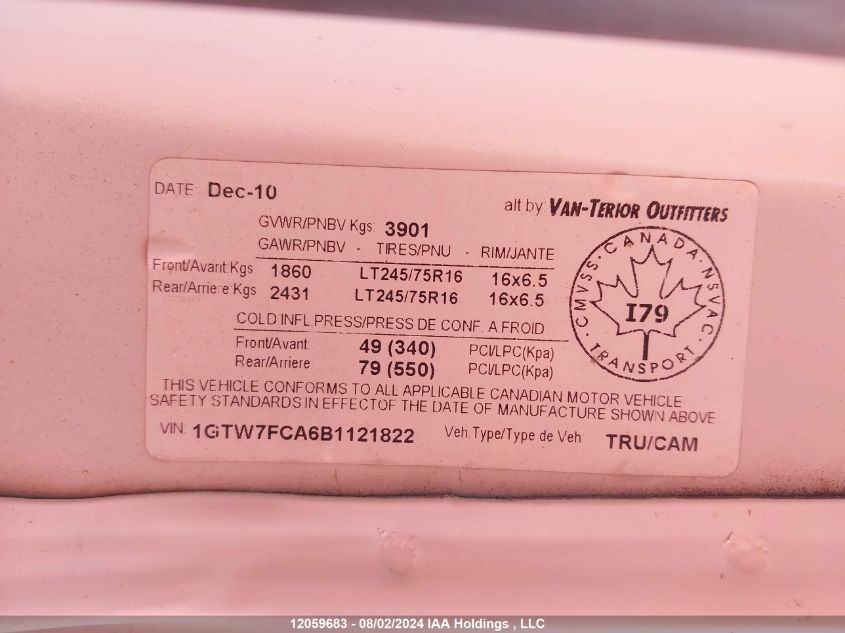 DATE Dec-10
alt by: VAN-TERIOR OUTFITTERS
GVWR/PNBV Kgs: 3901
GAWR/PNBV - TIRES/PNU - RIM/JANTE
Front/Avant Kgs 1860 LT245/75R16 16x6.5
Rear/Arriere Kgs 2431 LT245/75R16 16x6.5
COLD INFL.PRESS/PRESS DE CONF. A FROID
Front/Avant: 49 (340) PCI/LPC(Kpa)
Rear/Arriere 79 (550) PCI/LPC(Kpa)
CANADA
CMVSS · NSVAC
I79
TRANSPORT
THIS VEHICLE CONFORMS TO ALL APPLICABLE CANADIAN MOTOR VEHICLE
SAFETY STANDARDS IN EFFECTOF THE DATE OF MANUFACTURE SHOWN ABOVE
VIN: 1GTW7FCA6B1121822 Veh.Type/Type de Veh: TRU/CAM
12059683 - 08/02/2024 IAA Holdings , LLC